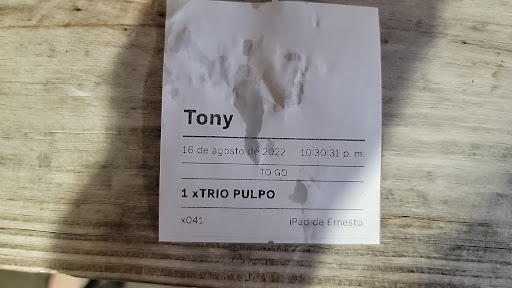 Tony
16 de agosto de 2022 10:30:31 p. m.
TO GO
1 xTRIO PULPO
x041 iPad de Ernesto